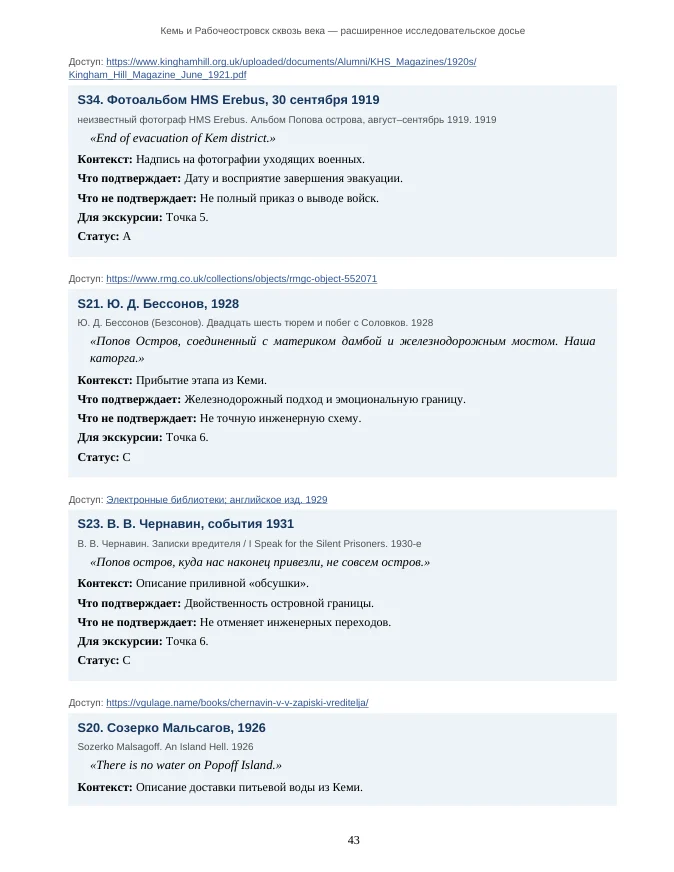 Кемь и Рабочеостровск сквозь века — расширенное исследовательское досье
Доступ: https://www.kinghamhill.org.uk/uploaded/documents/Alumni/KHS_Magazines/1920s/
Kingham_Hill_Magazine_June_1921.pdf
S34. Фотоальбом HMS Erebus, 30 сентября 1919
неизвестный фотограф HMS Erebus. Альбом Попова острова, август–сентябрь 1919. 1919
«End of evacuation of Kem district.»
Контекст: Надпись на фотографии уходящих военных.
Что подтверждает: Дату и восприятие завершения эвакуации.
Что не подтверждает: Не полный приказ о выводе войск.
Для экскурсии: Точка 5.
Статус: A
Доступ: https://www.rmg.co.uk/collections/objects/rmgc-object-552071
S21. Ю. Д. Бессонов, 1928
Ю. Д. Бессонов (Безсонов). Двадцать шесть тюрем и побег с Соловков. 1928
«Попов Остров, соединенный с материком дамбой и железнодорожным мостом. Наша
каторга.»
Контекст: Прибытие этапа из Кеми.
Что подтверждает: Железнодорожный подход и эмоциональную границу.
Что не подтверждает: Не точную инженерную схему.
Для экскурсии: Точка 6.
Статус: C
Доступ: Электронные библиотеки; английское изд. 1929
S23. В. В. Чернавин, события 1931
В. В. Чернавин. Записки вредителя / I Speak for the Silent Prisoners. 1930-е
«Попов остров, куда нас наконец привезли, не совсем остров.»
Контекст: Описание приливной «обсушки».
Что подтверждает: Двойственность островной границы.
Что не подтверждает: Не отменяет инженерных переходов.
Для экскурсии: Точка 6.
Статус: C
Доступ: https://vgulage.name/books/chernavin-v-v-zapiski-vreditelja/
S20. Созерко Мальсагов, 1926
Sozerko Malsagoff. An Island Hell. 1926
«There is no water on Popoff Island.»
Контекст: Описание доставки питьевой воды из Кеми.
43